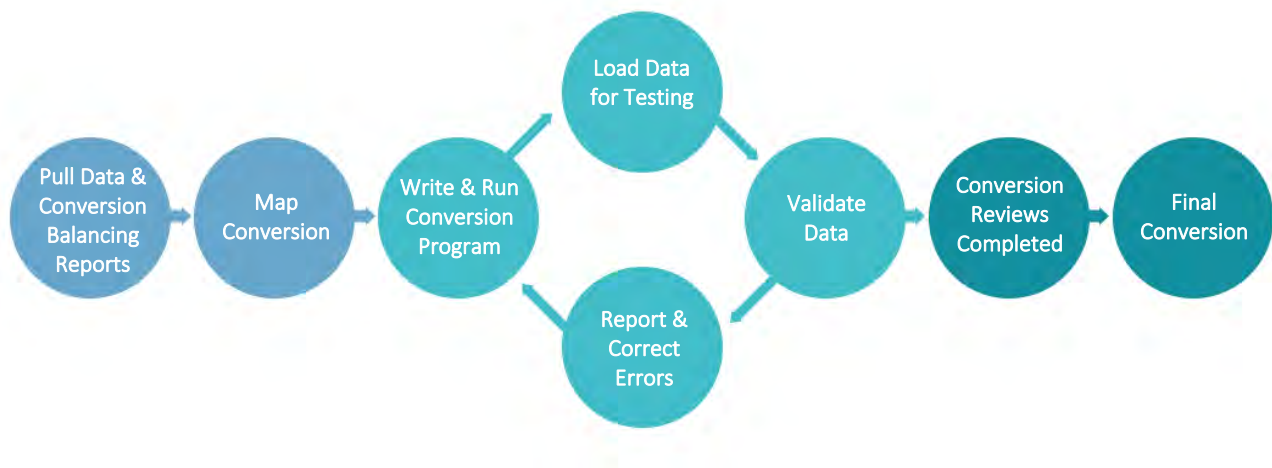 Pull Data &
Conversion
Balancing
Reports
Map
Conversion
Write & Run
Conversion
Program
Load Data
for Testing
Validate
Data
Report &
Correct
Errors
Conversion
Reviews
Completed
Final
Conversion